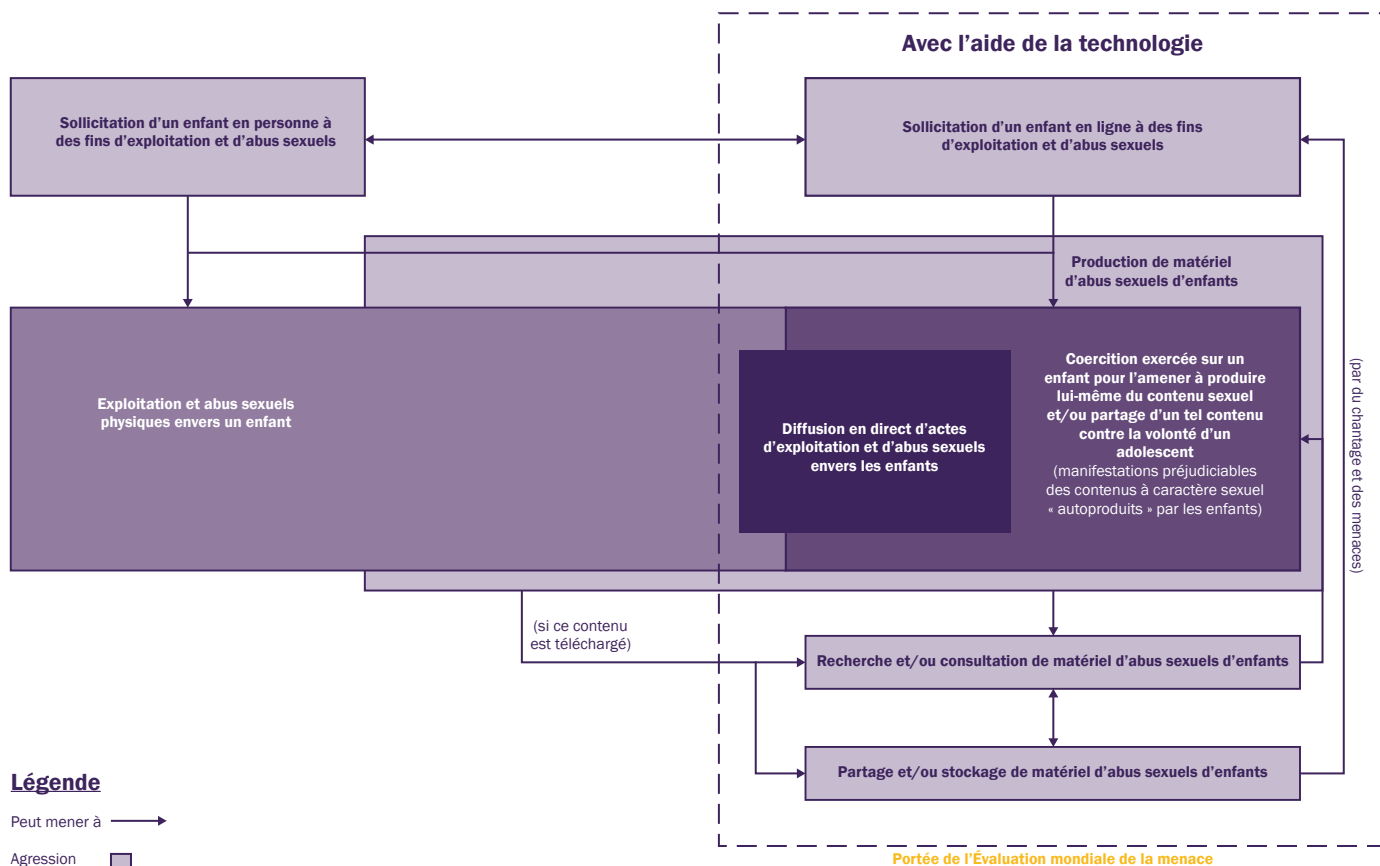 Avec l’aide de la technologie
Sollicitation d’un enfant en personne à
des fins d’exploitation et d’abus sexuels
Sollicitation d’un enfant en ligne à des fins
d’exploitation et d’abus sexuels
Production de matériel
d’abus sexuels d’enfants
Exploitation et abus sexuels
physiques envers un enfant
Diffusion en direct d’actes
d’exploitation et d’abus sexuels
envers les enfants
Coercition exercée sur un
enfant pour l’amener à produire
lui-même du contenu sexuel
et/ou partage d’un tel contenu
contre la volonté d’un
adolescent
(manifestations préjudiciables
des contenus à caractère sexuel
« autoproduits » par les enfants)
(par du chantage et des menaces)
(si ce contenu
est téléchargé)
Recherche et/ou consultation de matériel d’abus sexuels d’enfants
Partage et/ou stockage de matériel d’abus sexuels d’enfants
Légende
Peut mener à
Agression
Portée de l’Évaluation mondiale de la menace